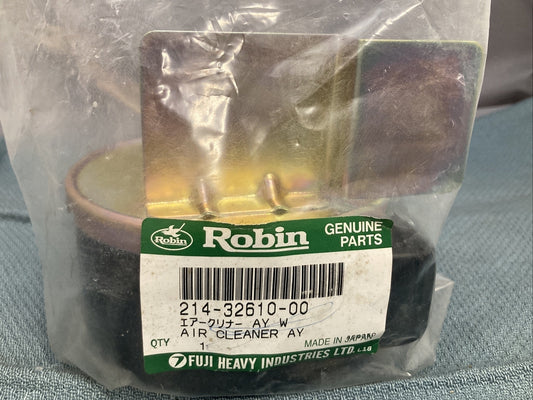 Robin
Robin
GENUINE
PARTS
214-32610-00
エアークリナー AY W
AIR CLEANER AY
QTY 1 MADE IN JAPAN
FUJI HEAVY INDUSTRIES LTD.